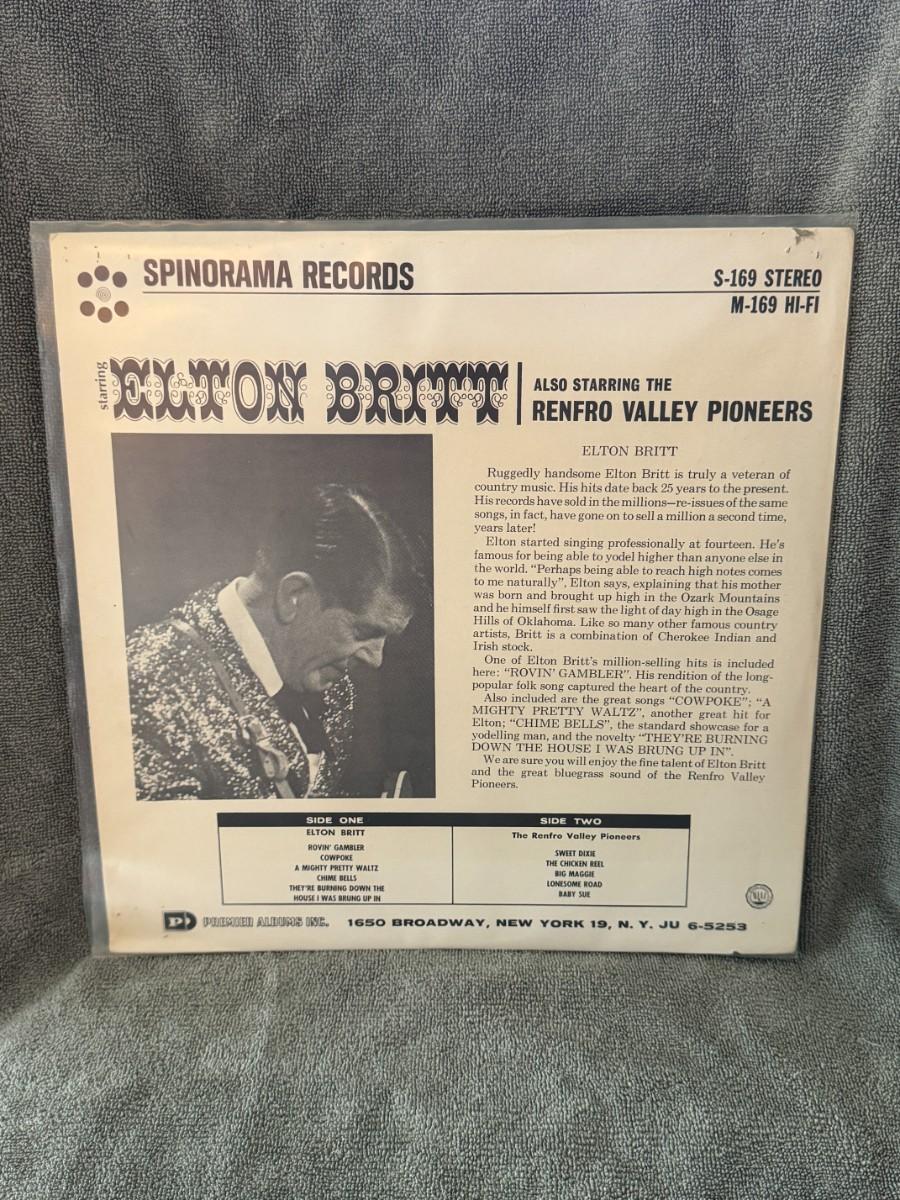 SPINORAMA RECORDS
S-169 STEREO
M-169 HI-FI
starring
ELTON BRITT
ALSO STARRING THE
RENFRO VALLEY PIONEERS
ELTON BRITT
Ruggedly handsome Elton Britt is truly a veteran of
country music. His hits date back 25 years to the present.
His records have sold in the millions—re-issues of the same
songs, in fact, have gone on to sell a million a second time,
years later!
Elton started singing professionally at fourteen. He's
famous for being able to yodel higher than anyone else in
the world. "Perhaps being able to reach high notes comes
to me naturally", Elton says, explaining that his mother
was born and brought up high in the Ozark Mountains
and he himself first saw the light of day high in the Osage
Hills of Oklahoma. Like so many other famous country
artists, Britt is a combination of Cherokee Indian and
Irish stock.
One of Elton Britt's million-selling hits is included
here: "ROVIN' GAMBLER". His rendition of the long-
popular folk song captured the heart of the country.
Also included are the great songs "COWPOKE"; "A
MIGHTY PRETTY WALTZ", another great hit for
Elton; "CHIME BELLS", the standard showcase for a
yodelling man, and the novelty "THEY'RE BURNING
DOWN THE HOUSE I WAS BRUNG UP IN".
We are sure you will enjoy the fine talent of Elton Britt
and the great bluegrass sound of the Renfro Valley
Pioneers.
SIDE ONE
ELTON BRITT
ROVIN' GAMBLER
COWPOKE
A MIGHTY PRETTY WALTZ
CHIME BELLS
THEY'RE BURNING DOWN THE
HOUSE I WAS BRUNG UP IN
SIDE TWO
The Renfro Valley Pioneers
SWEET DIXIE
THE CHICKEN REEL
BIG MAGGIE
LONESOME ROAD
BABY SUE
PREMIER ALBUMS INC. 1650 BROADWAY, NEW YORK 19, N. Y. JU 6-5253